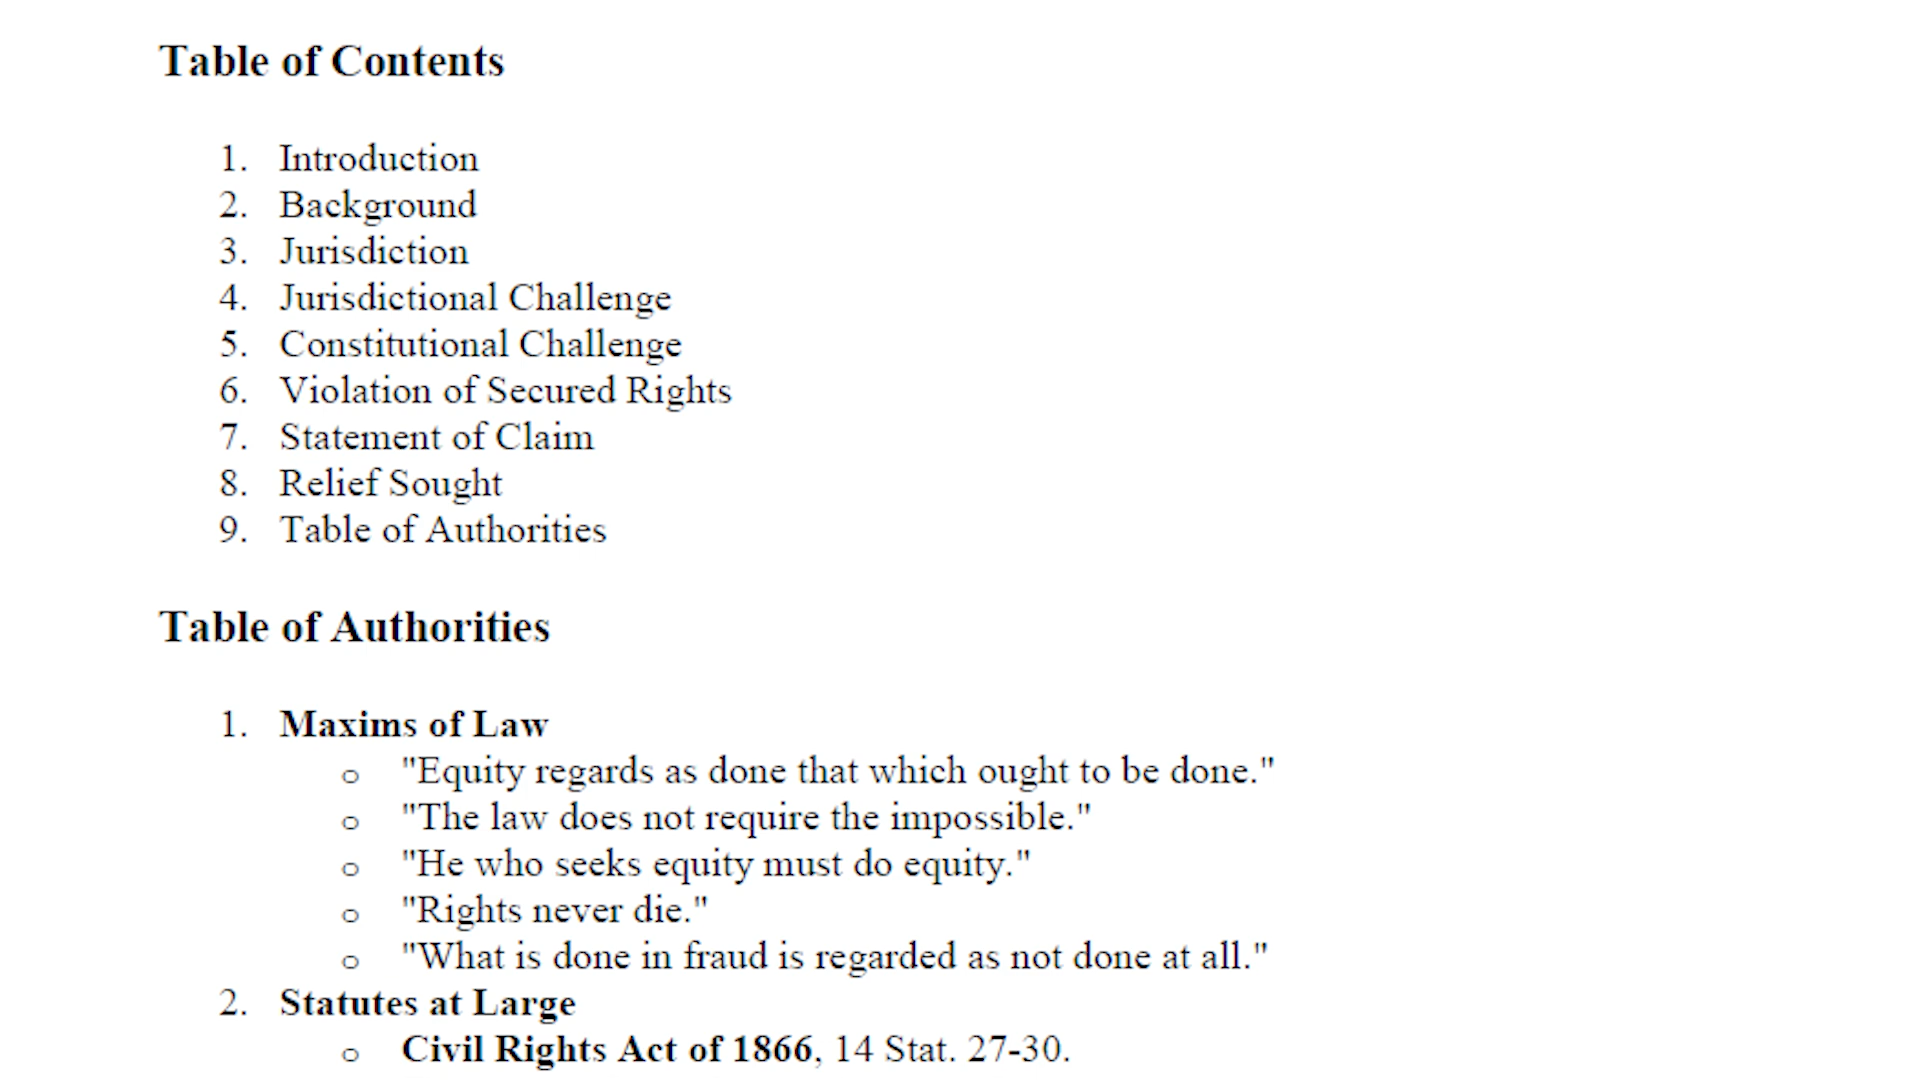 Table of Contents
1. Introduction
2. Background
3. Jurisdiction
4. Jurisdictional Challenge
5. Constitutional Challenge
6. Violation of Secured Rights
7. Statement of Claim
8. Relief Sought
9. Table of Authorities
Table of Authorities
1. Maxims of Law
o "Equity regards as done that which ought to be done."
o "The law does not require the impossible."
o "He who seeks equity must do equity."
o "Rights never die."
o "What is done in fraud is regarded as not done at all."
2. Statutes at Large
o Civil Rights Act of 1866, 14 Stat. 27-30.